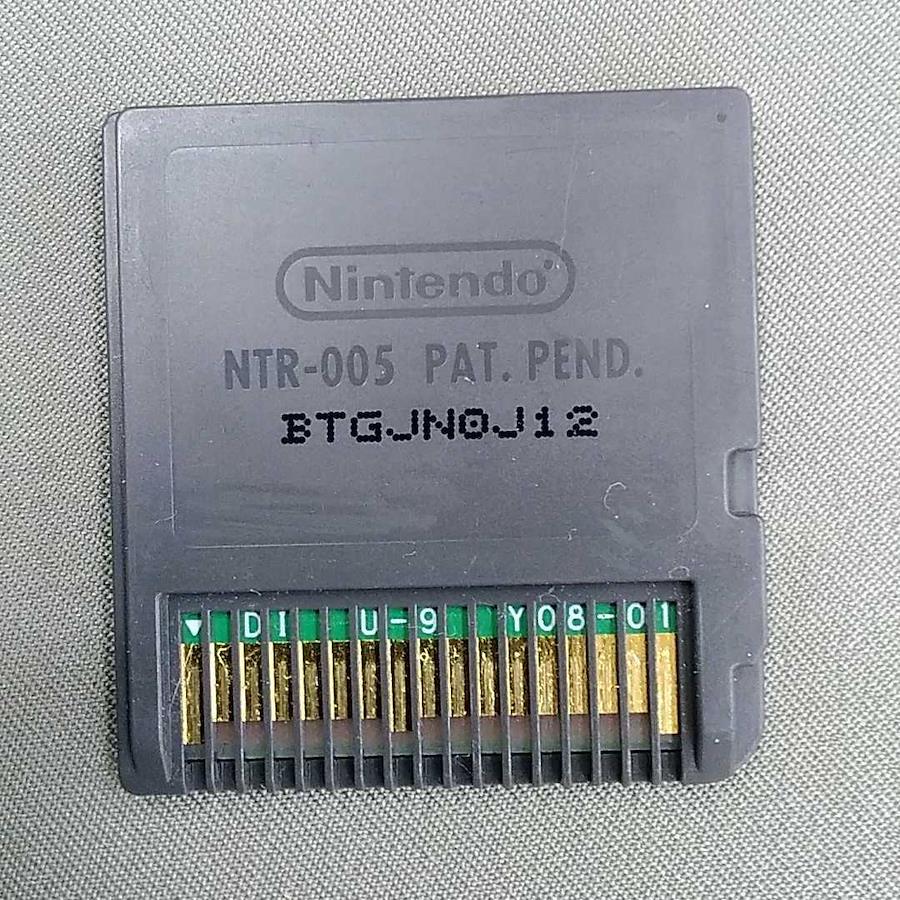 Nintendo
NTR-005 PAT. PEND.
BTGJN0J12
▼ DI U-9 Y08-01